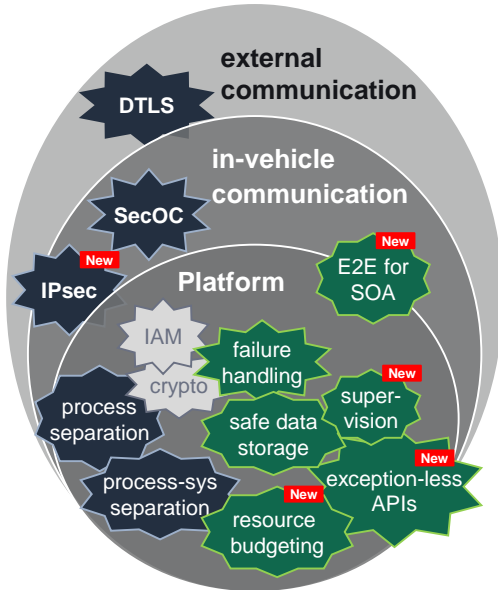 external
communication
DTLS
in-vehicle
communication
SecOC
New
IPsec
New
E2E for
SOA
Platform
IAM
crypto
failure
handling
New
super-
vision
process
separation
safe data
storage
New
exception-less
APIs
process-sys
separation
New
resource
budgeting